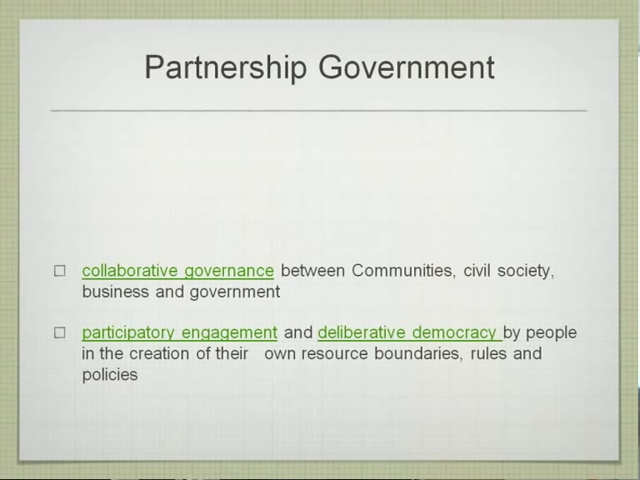 Partnership Government
collaborative governance between Communities, civil society,
business and government
participatory engagement and deliberative democracy by people
in the creation of their own resource boundaries, rules and
policies